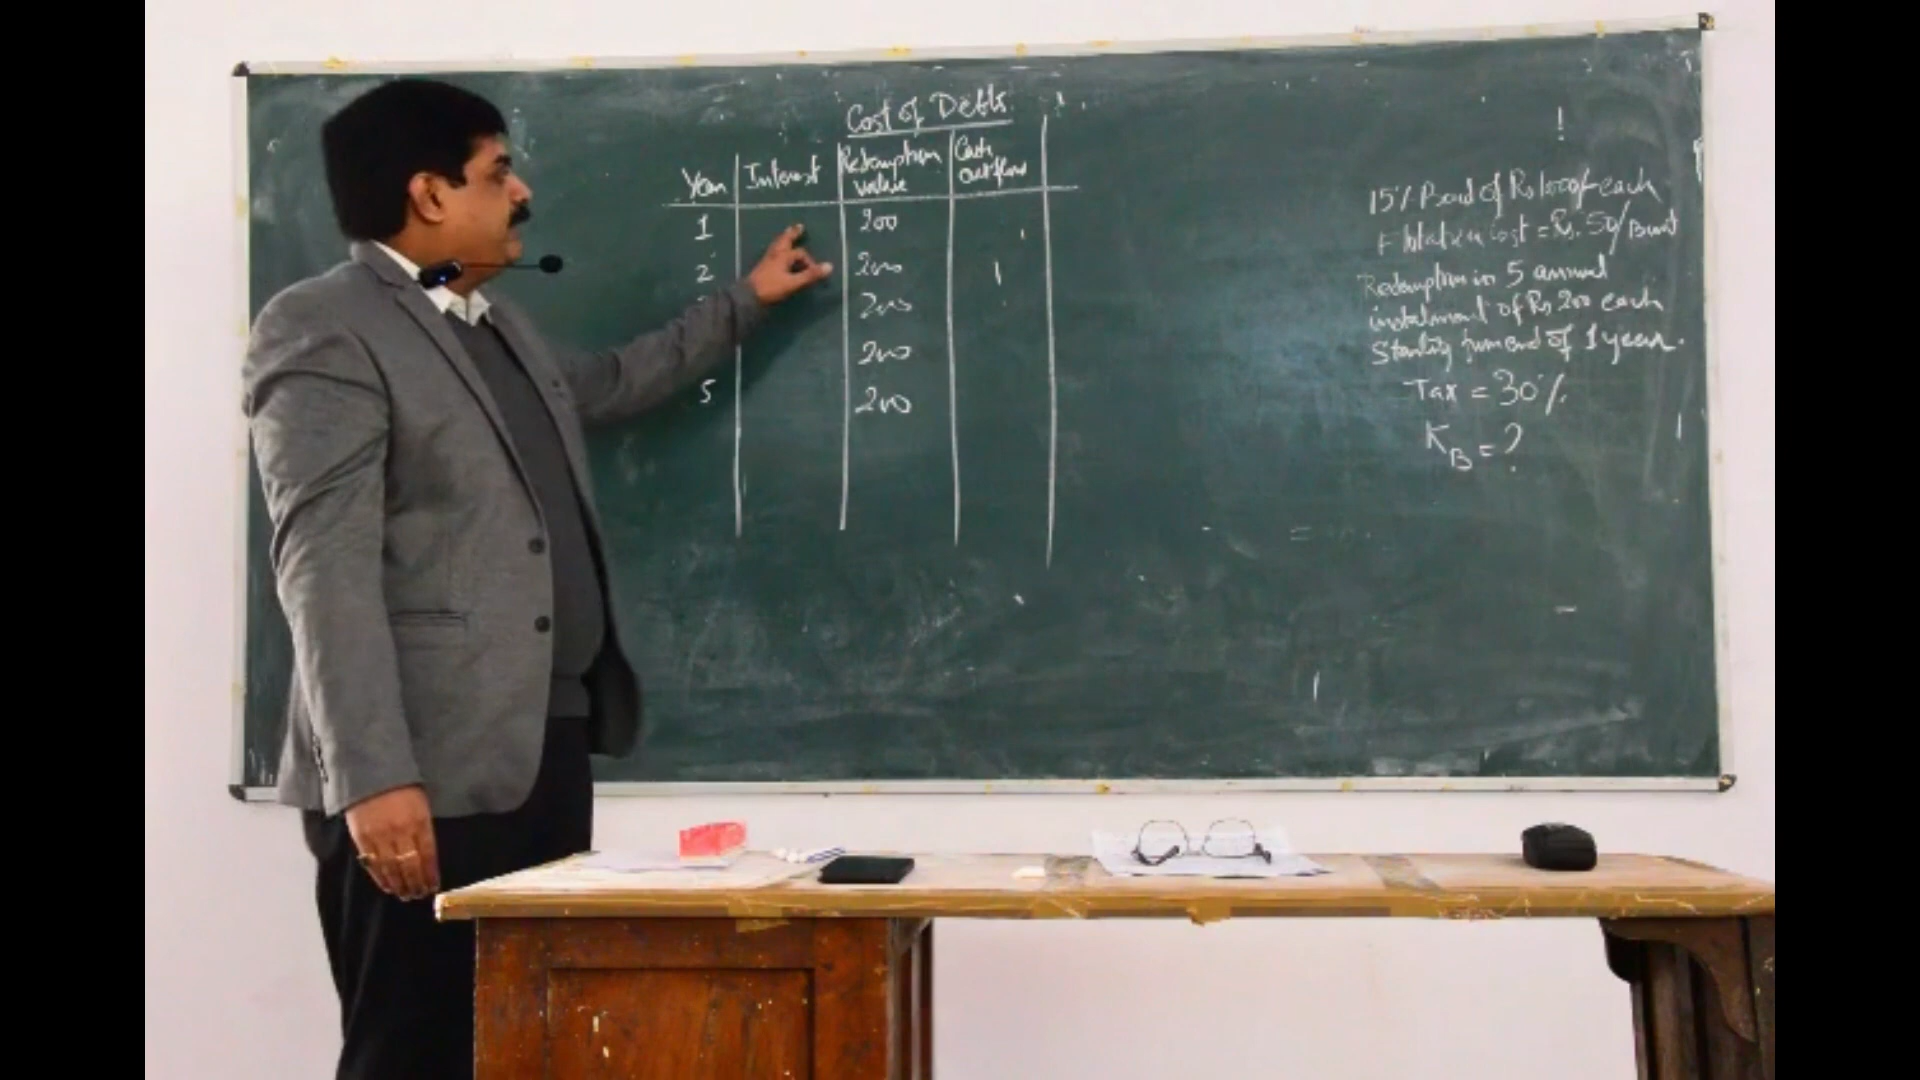 Cost of Debt
Year Interest Redemption value Cash outflow
1 200
2 200
200
200
5 200
15% Bond of Rs 1000/- each
Flotation cost = Rs. 50/Bond
Redemption in 5 annual
instalment of Rs 200 each
Starting from end of 1 year.
Tax = 30%
K_B = ?